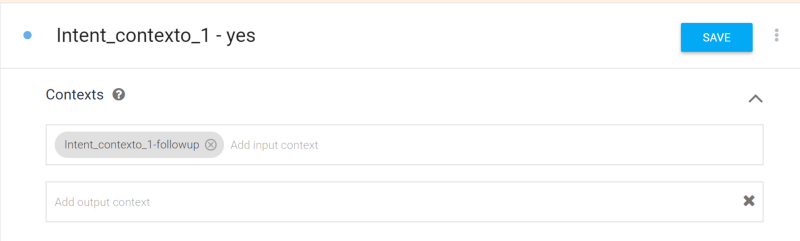 Intent_contexto_1 - yes
SAVE
Contexts
Intent_contexto_1-followup Add input context
Add output context